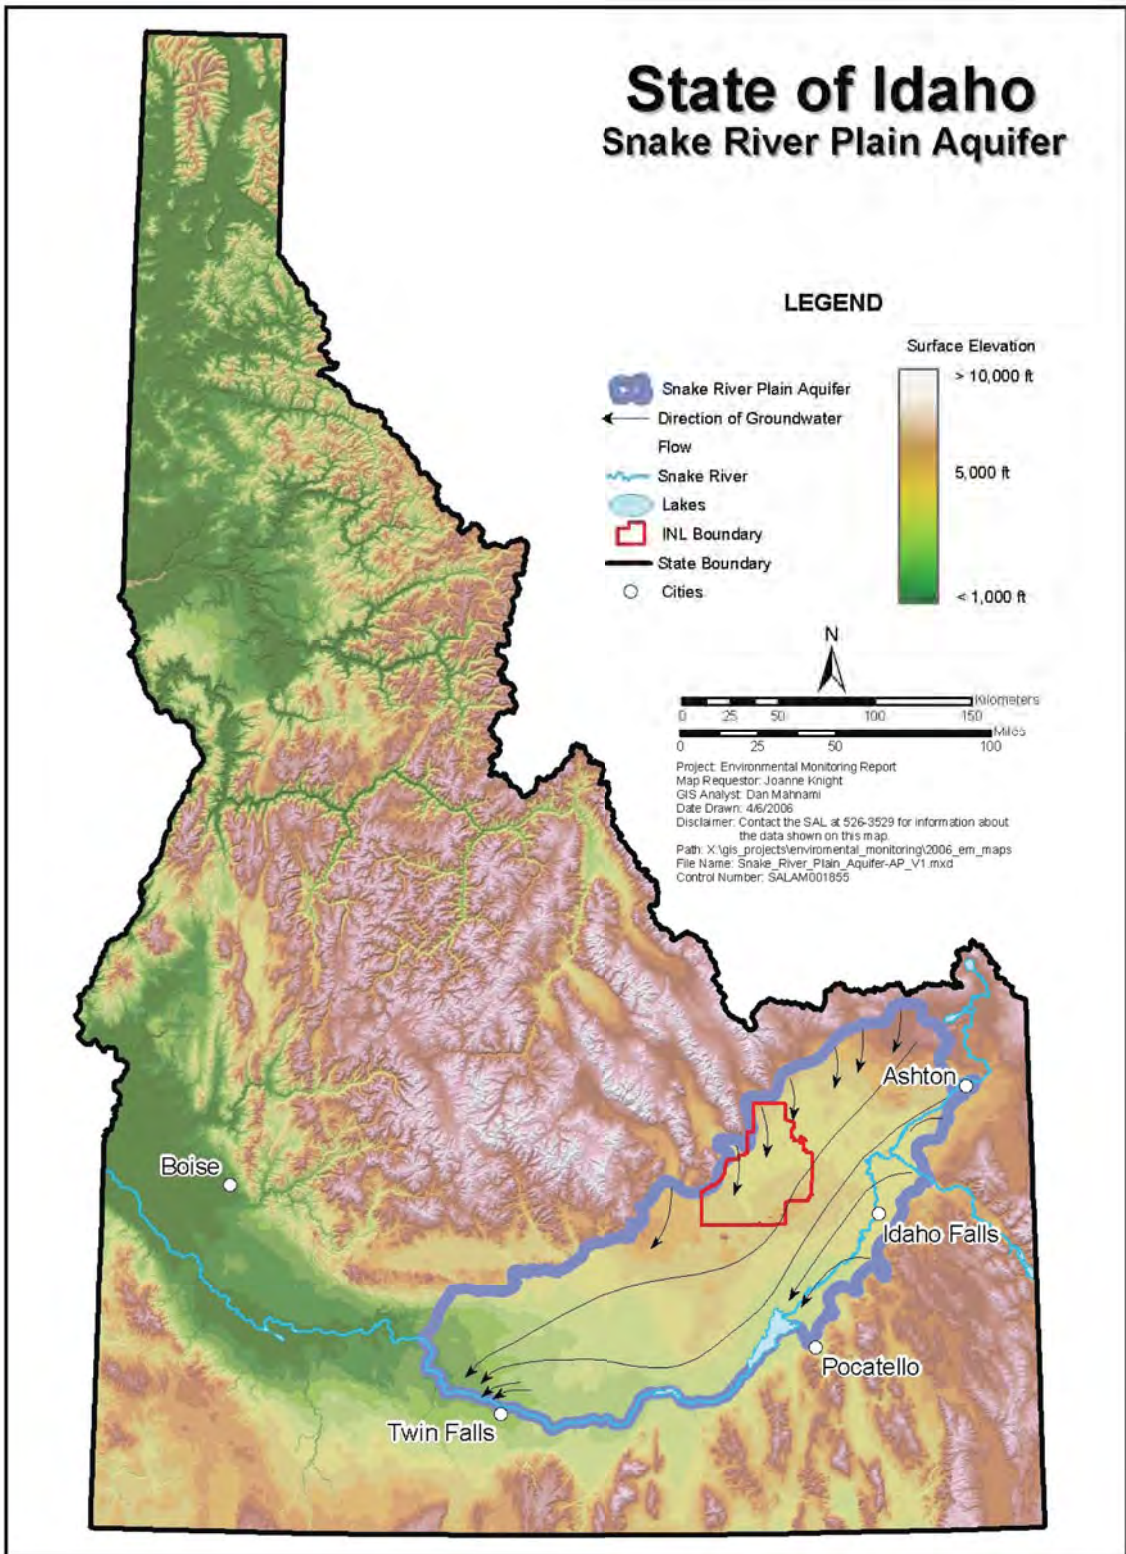 State of Idaho
Snake River Plain Aquifer
LEGEND
Surface Elevation
> 10,000 ft
5,000 ft
< 1,000 ft
Snake River Plain Aquifer
Direction of Groundwater
Flow
Snake River
Lakes
INL Boundary
State Boundary
Cities
N
Kilometers
0 25 50 100 150
Miles
0 25 50 100
Project: Environmental Monitoring Report
Map Requestor: Joanne Knight
GIS Analyst: Dan Mahnami
Date Drawn: 4/6/2006
Disclaimer: Contact the SAL at 526-3529 for information about
the data shown on this map.
Path: X:\gis_projects\enviromental_monitoring\2006_em_maps
File Name: Snake_River_Plain_Aquifer-AP_V1.mxd
Control Number: SALAM001855
Ashton
Boise
Idaho Falls
Pocatello
Twin Falls